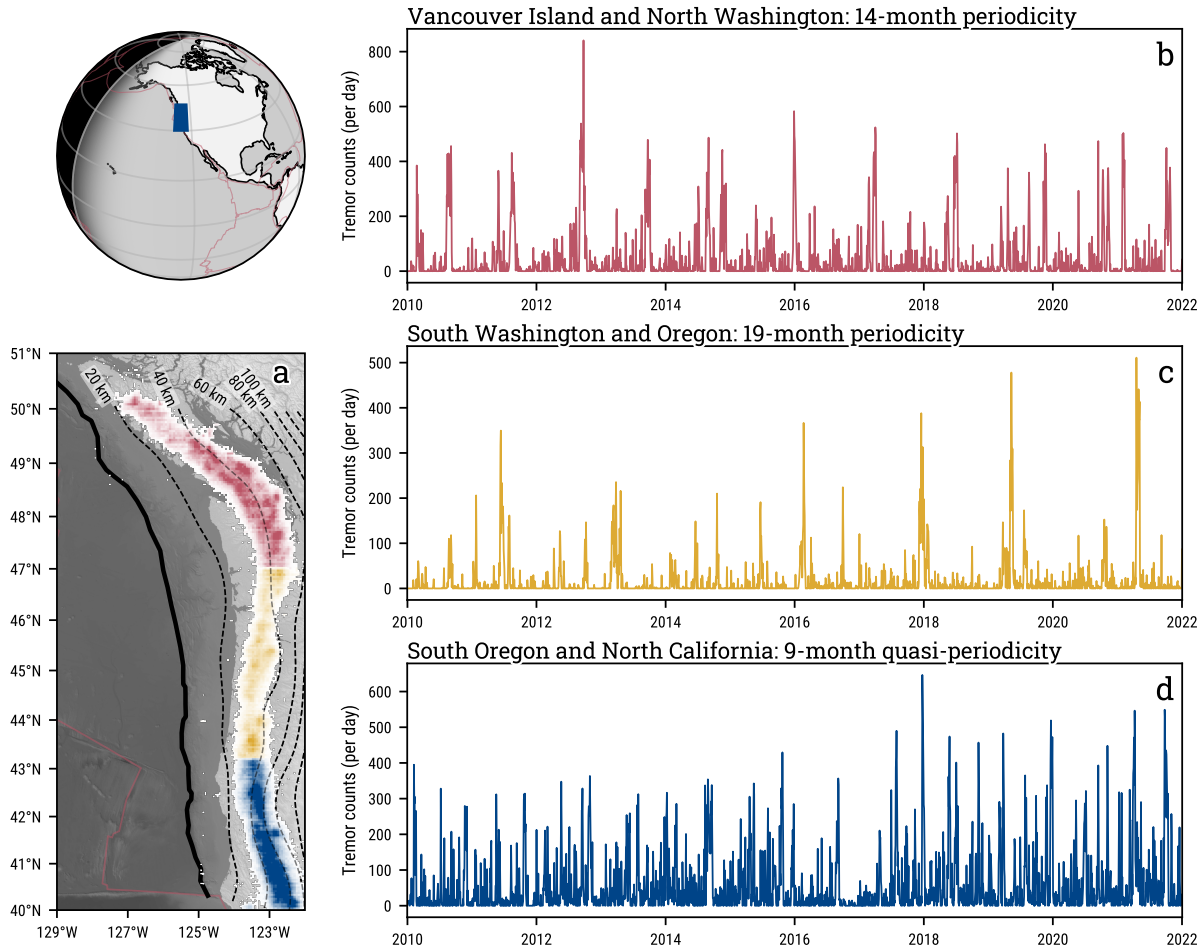 Vancouver Island and North Washington: 14-month periodicity
b
Tremor counts (per day)
800
600
400
200
0
2010 2012 2014 2016 2018 2020 2022
South Washington and Oregon: 19-month periodicity
c
Tremor counts (per day)
500
400
300
200
100
0
2010 2012 2014 2016 2018 2020 2022
South Oregon and North California: 9-month quasi-periodicity
d
Tremor counts (per day)
600
500
400
300
200
100
0
2010 2012 2014 2016 2018 2020 2022
a
20 km
40 km
60 km
80 km
100 km
51°N
50°N
49°N
48°N
47°N
46°N
45°N
44°N
43°N
42°N
41°N
40°N
129°W 127°W 125°W 123°W